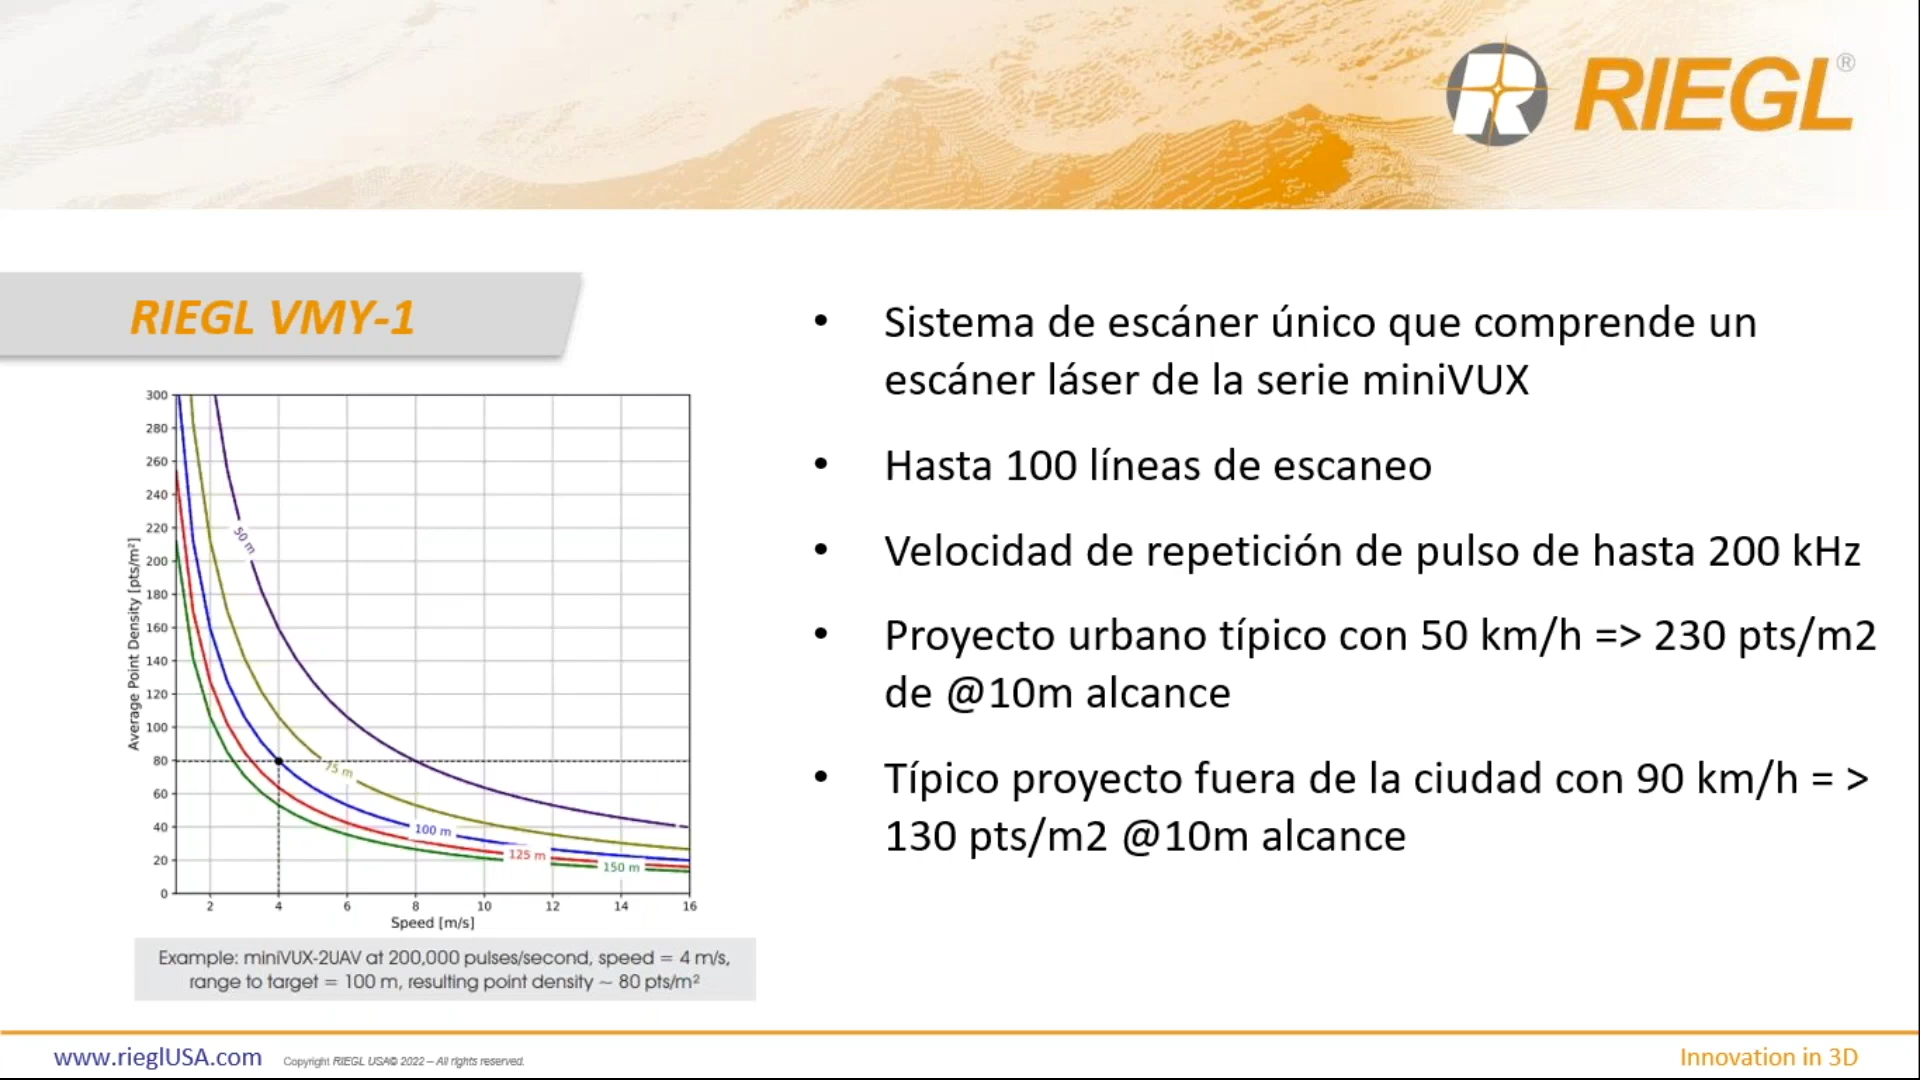 RIEGL®
RIEGL VMY-1
• Sistema de escáner único que comprende un
escáner láser de la serie miniVUX
• Hasta 100 líneas de escaneo
• Velocidad de repetición de pulso de hasta 200 kHz
• Proyecto urbano típico con 50 km/h => 230 pts/m2
de @10m alcance
• Típico proyecto fuera de la ciudad con 90 km/h = >
130 pts/m2 @10m alcance
Average Point Density [pts/m²]
300
280
260
240
220
200
180
160
140
120
100
80
60
40
20
0
50 m
75 m
100 m
125 m
150 m
2 4 6 8 10 12 14 16
Speed [m/s]
Example: miniVUX-2UAV at 200,000 pulses/second, speed = 4 m/s,
range to target = 100 m, resulting point density ~ 80 pts/m²
www.rieglUSA.com Copyright RIEGL USA© 2022 – All rights reserved. Innovation in 3D